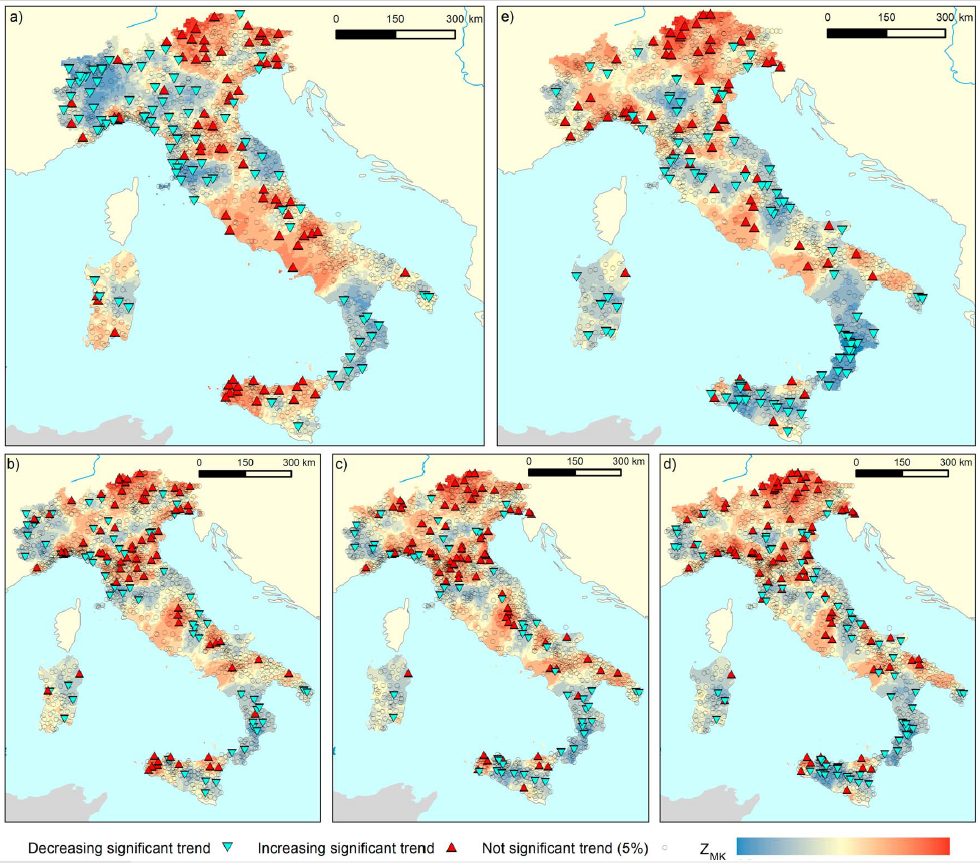 a)
0 150 300 km
e)
0 150 300 km
b)
0 150 300 km
c)
0 150 300 km
d)
0 150 300 km
Decreasing significant trend
Increasing significant trend
Not significant trend (5%)
ZMK